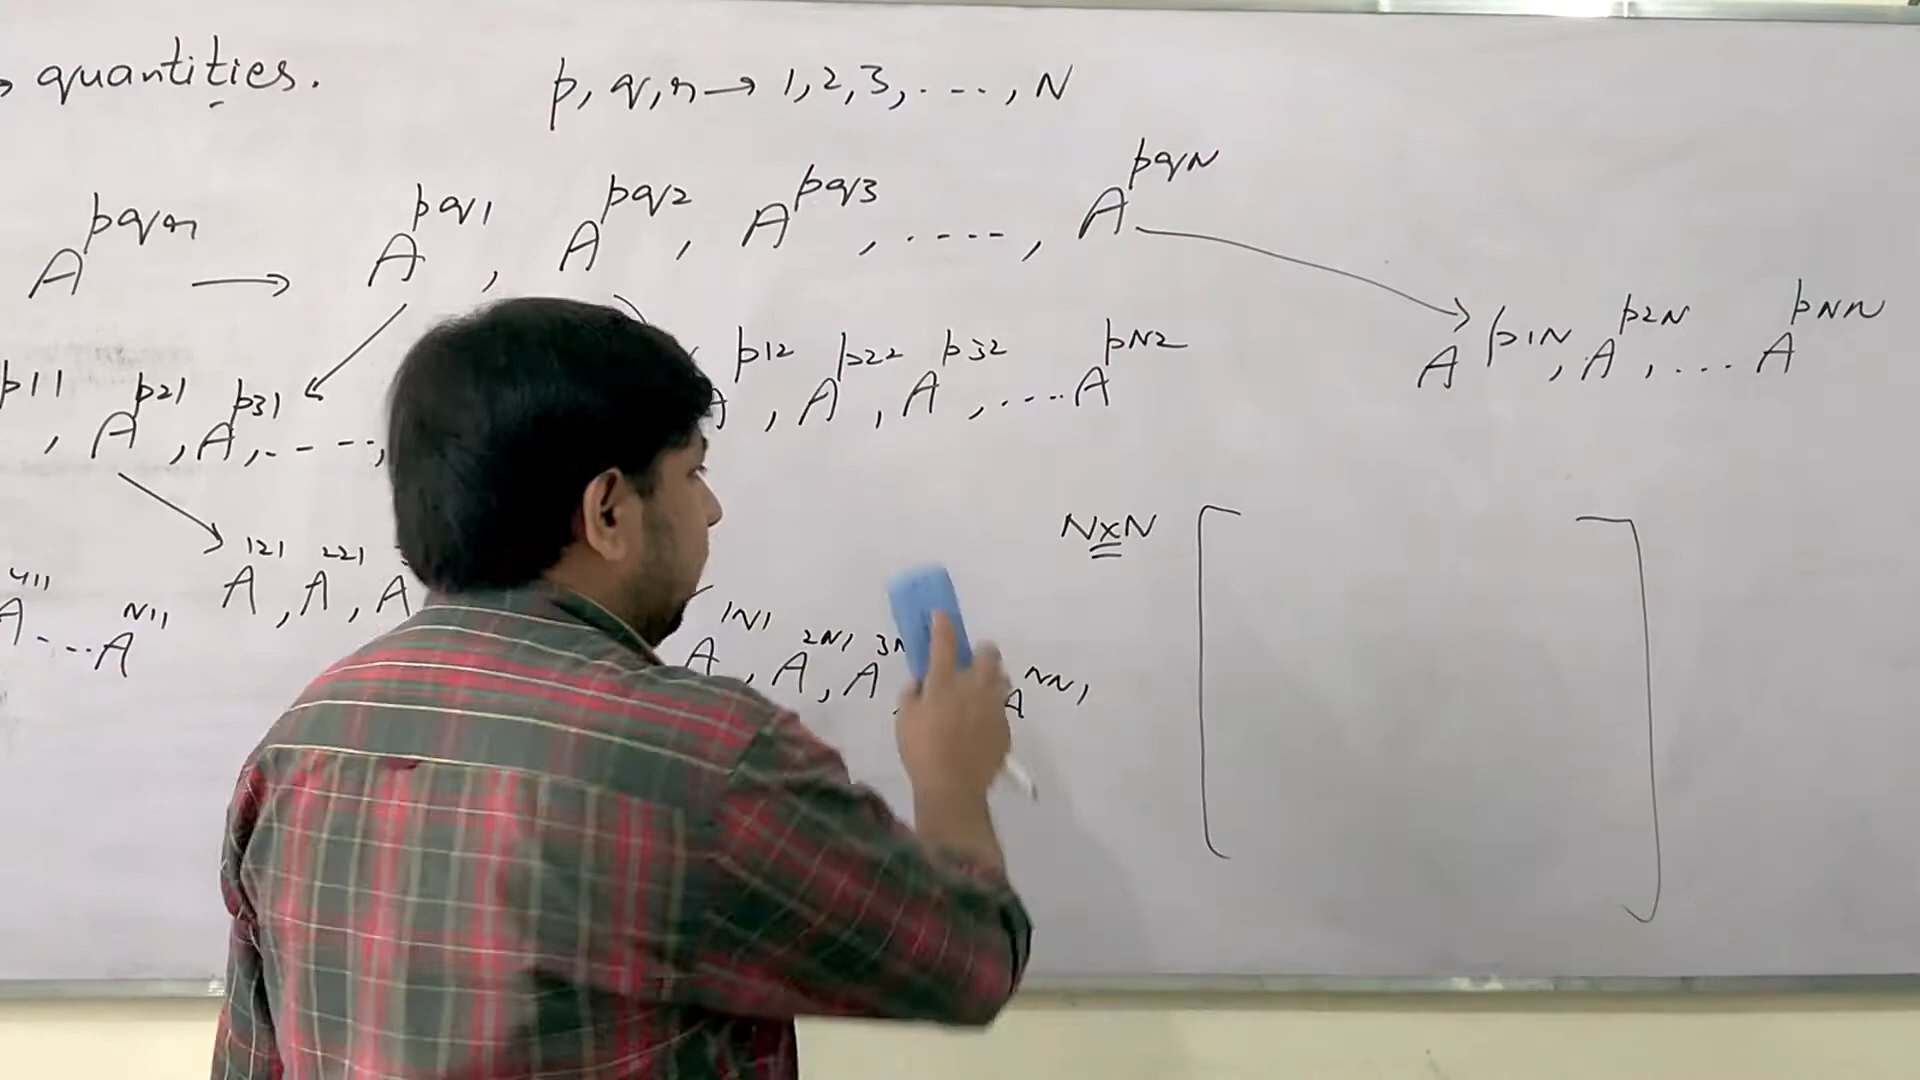 quantities. p, q, r → 1, 2, 3, ...., N
A^{pqr} → A^{pq1}, A^{pq2}, A^{pq3}, ...., A^{pqN}
A^{p1N}, A^{p2N}, .... A^{pNN}
p11, A^{p21}, A^{p31}, ....,
p12, A^{p22}, A^{p32}, .... A^{pN2}
N×N
A^{411} ... A^{N11}
A^{121}, A^{221}, A
A^{1N1}, A^{2N1}, A^{3N} A^{NN1}